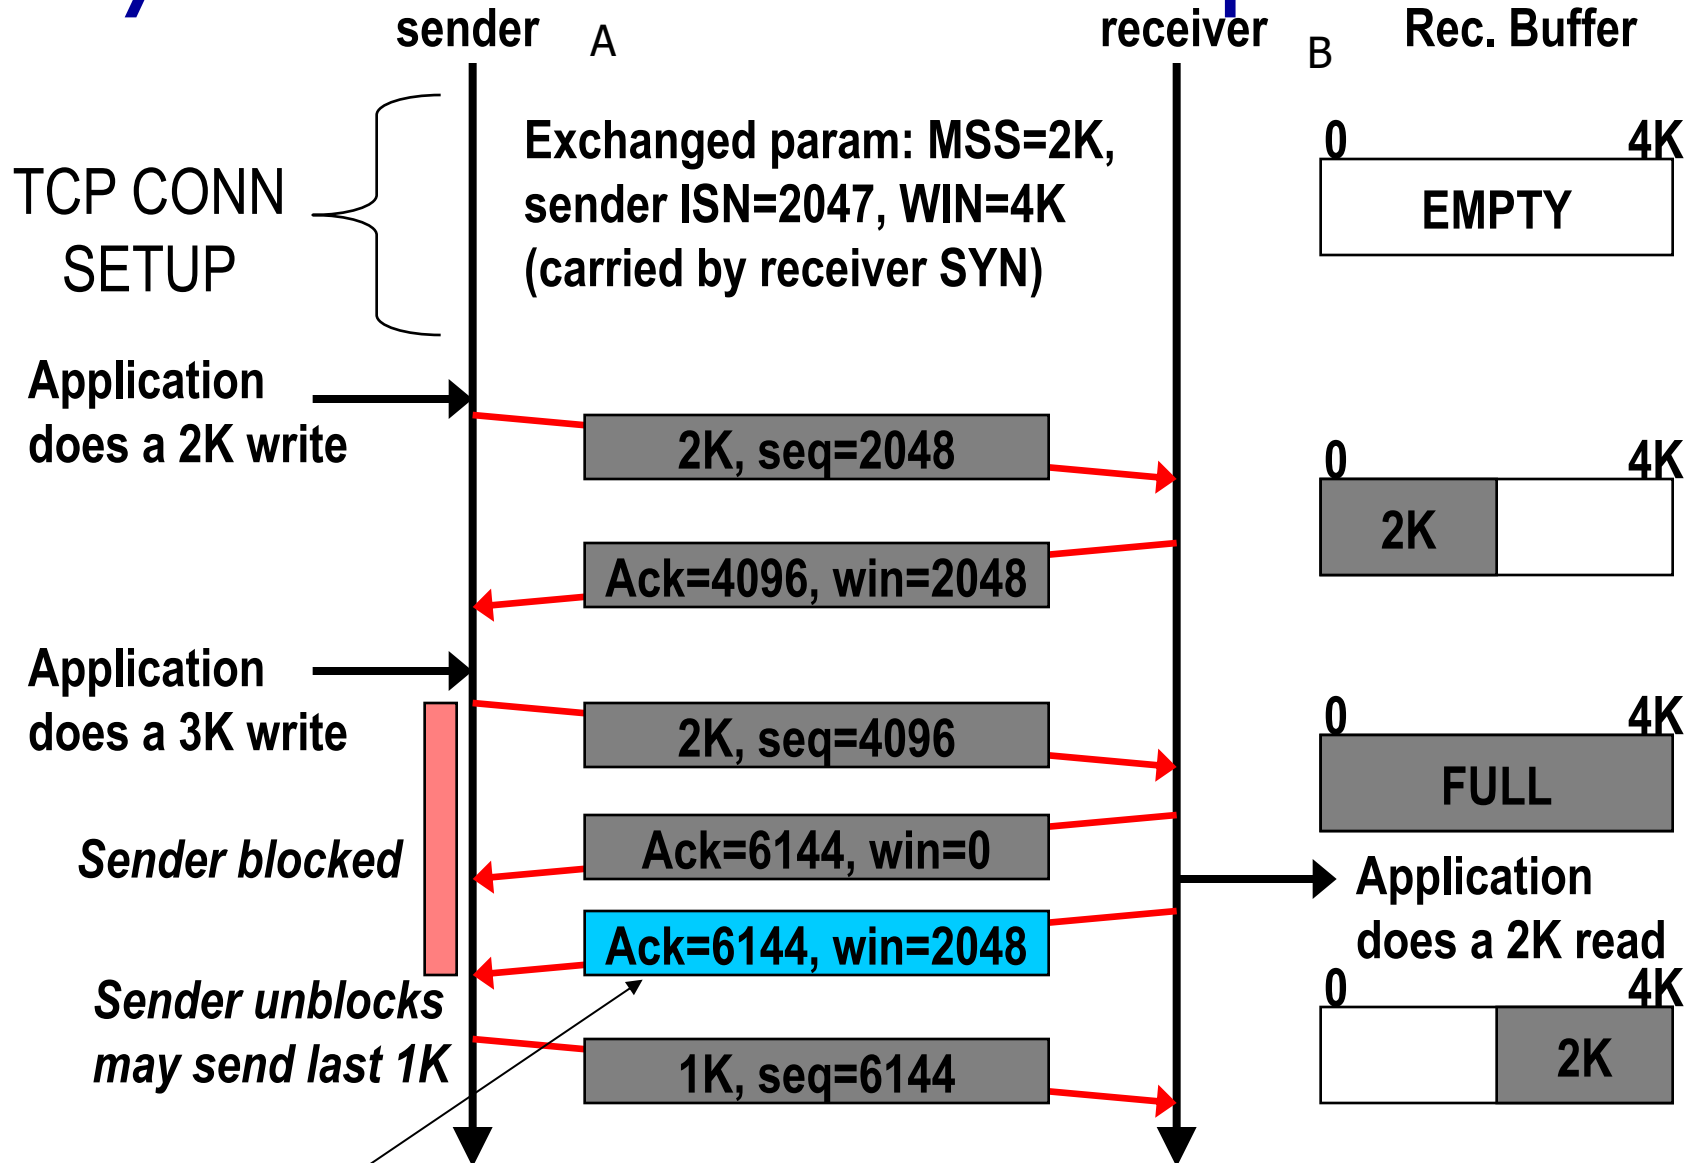 sender A receiver B Rec. Buffer
Exchanged param: MSS=2K,
sender ISN=2047, WIN=4K
(carried by receiver SYN)
TCP CONN
SETUP
0 4K
EMPTY
Application
does a 2K write
2K, seq=2048
0 4K
2K
Ack=4096, win=2048
Application
does a 3K write
2K, seq=4096
0 4K
FULL
Sender blocked
Ack=6144, win=0
Application
does a 2K read
Ack=6144, win=2048
Sender unblocks
may send last 1K
0 4K
2K
1K, seq=6144